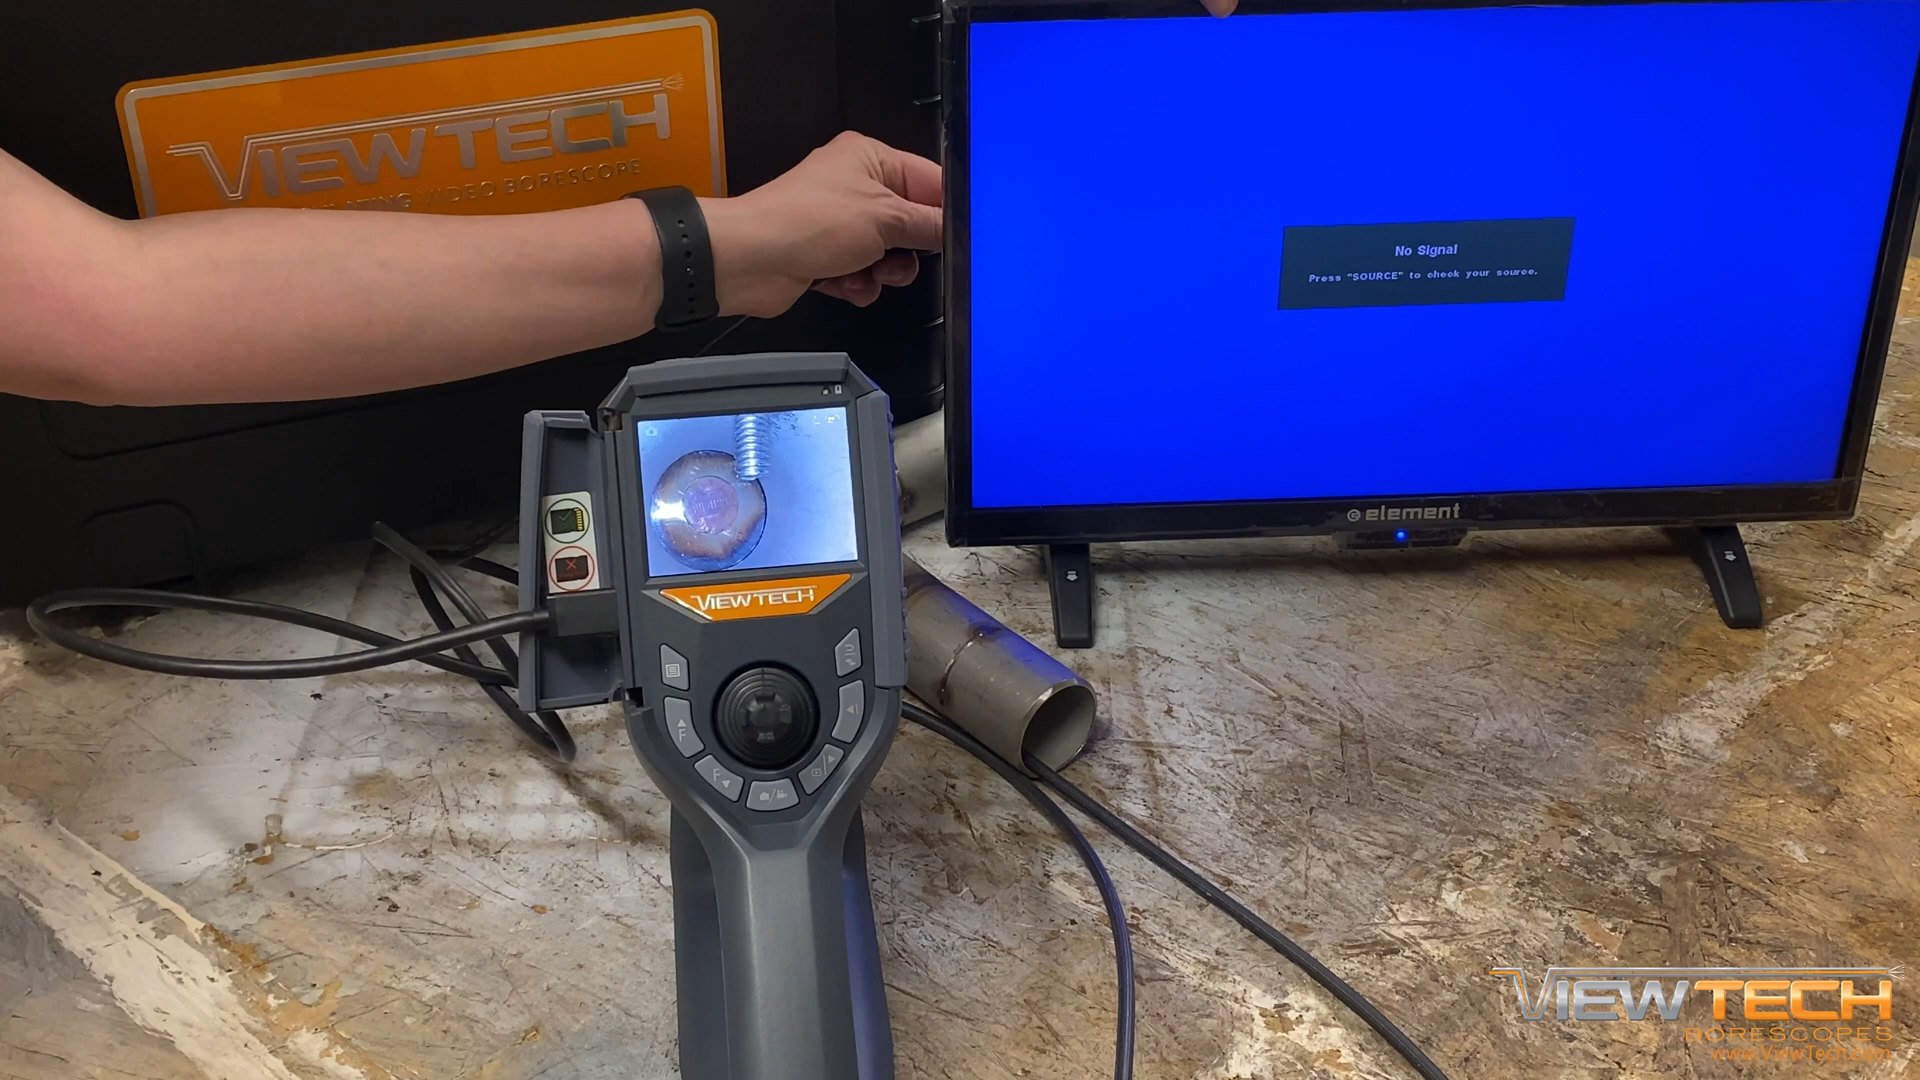 VIEWTECH
VIDEO BORESCOPE
No Signal
Press "SOURCE" to check your source.
element
VIEWTECH
F
F
VIEWTECH
BORESCOPES
www.ViewTech.com